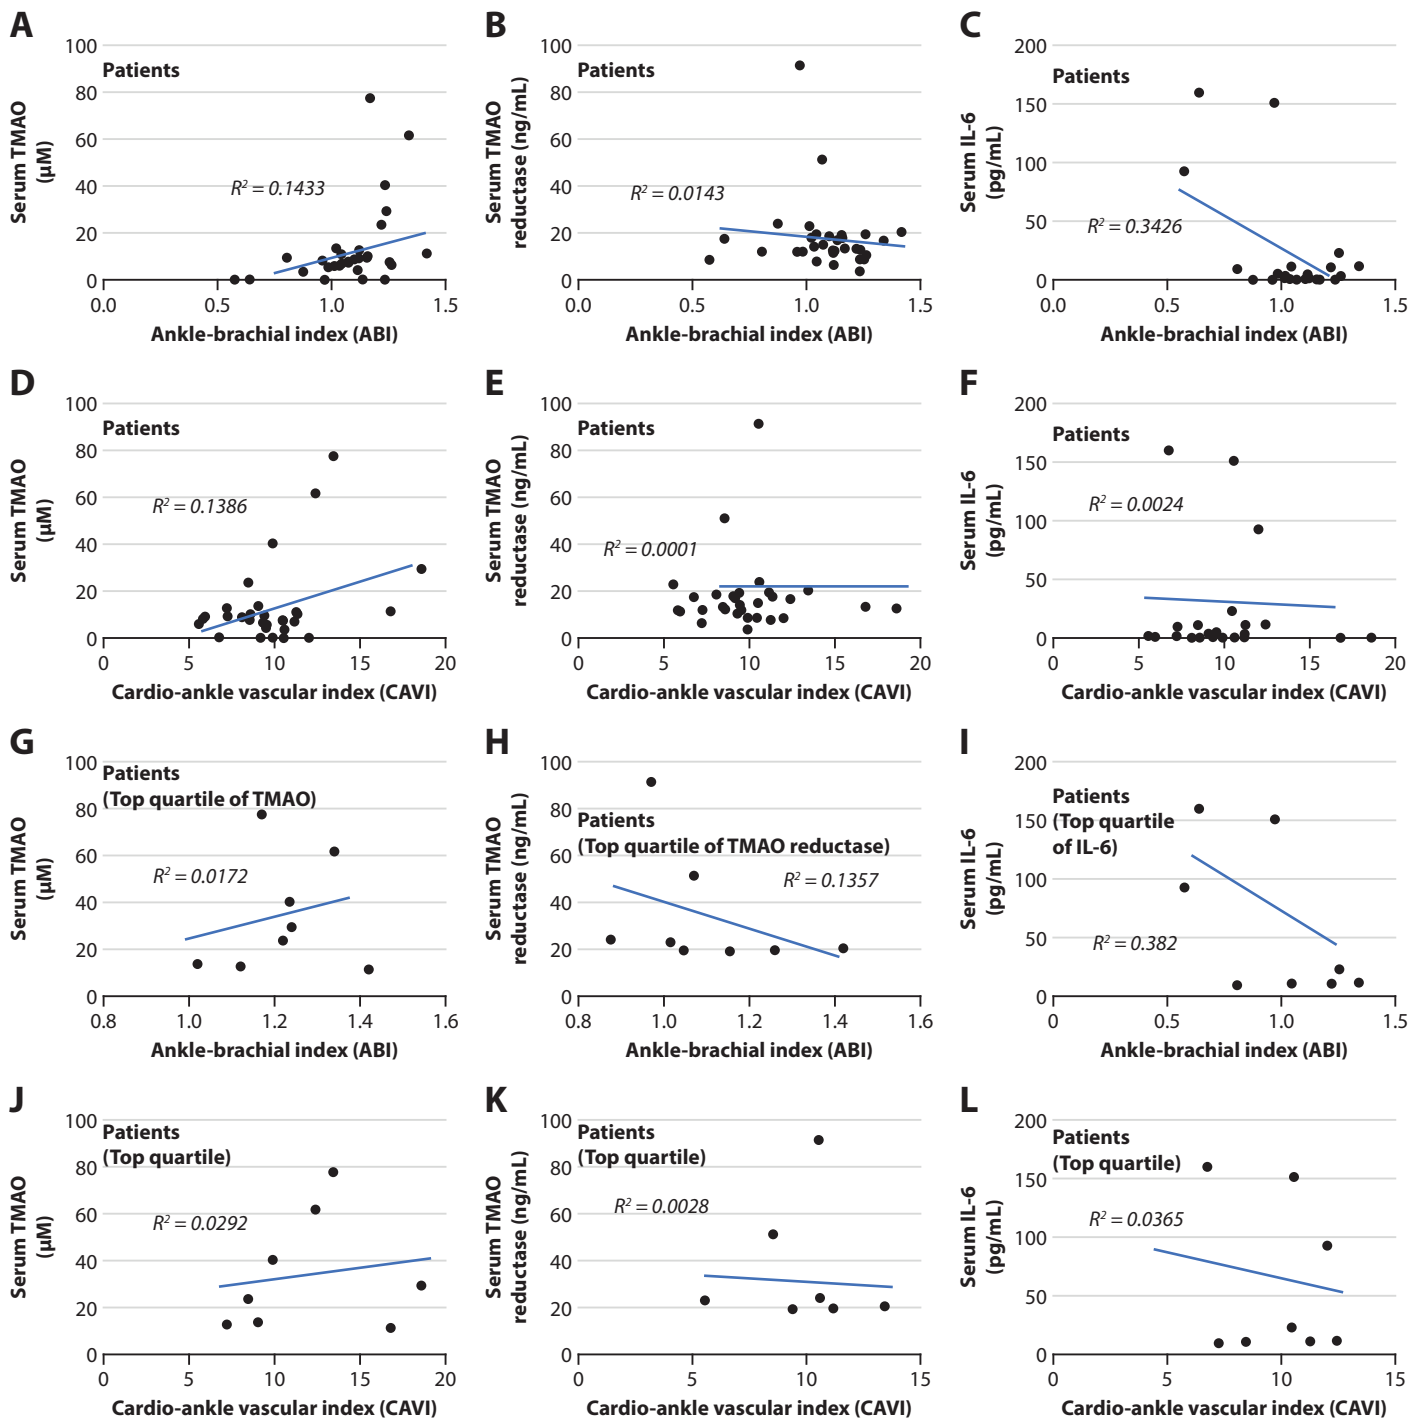 A
Serum TMAO
(µM)
100
80
60
40
20
0
Patients
R² = 0.1433
0.0 0.5 1.0 1.5
Ankle-brachial index (ABI)
B
Serum TMAO
reductase (ng/mL)
100
80
60
40
20
0
Patients
R² = 0.0143
0.0 0.5 1.0 1.5
Ankle-brachial index (ABI)
C
Serum IL-6
(pg/mL)
200
150
100
50
0
Patients
R² = 0.3426
0.0 0.5 1.0 1.5
Ankle-brachial index (ABI)
D
Serum TMAO
(µM)
100
80
60
40
20
0
Patients
R² = 0.1386
0 5 10 15 20
Cardio-ankle vascular index (CAVI)
E
Serum TMAO
reductase (ng/mL)
100
80
60
40
20
0
Patients
R² = 0.0001
0 5 10 15 20
Cardio-ankle vascular index (CAVI)
F
Serum IL-6
(pg/mL)
200
150
100
50
0
Patients
R² = 0.0024
0 5 10 15 20
Cardio-ankle vascular index (CAVI)
G
Serum TMAO
(µM)
100
80
60
40
20
0
Patients
(Top quartile of TMAO)
R² = 0.0172
0.8 1.0 1.2 1.4 1.6
Ankle-brachial index (ABI)
H
Serum TMAO
reductase (ng/mL)
100
80
60
40
20
0
Patients
(Top quartile of TMAO reductase)
R² = 0.1357
0.8 1.0 1.2 1.4 1.6
Ankle-brachial index (ABI)
I
Serum IL-6
(pg/mL)
200
150
100
50
0
Patients
(Top quartile
of IL-6)
R² = 0.382
0 0.5 1.0 1.5
Ankle-brachial index (ABI)
J
Serum TMAO
(µM)
100
80
60
40
20
0
Patients
(Top quartile)
R² = 0.0292
0 5 10 15 20
Cardio-ankle vascular index (CAVI)
K
Serum TMAO
reductase (ng/mL)
100
80
60
40
20
0
Patients
(Top quartile)
R² = 0.0028
0 5 10 15
Cardio-ankle vascular index (CAVI)
L
Serum IL-6
(pg/mL)
200
150
100
50
0
Patients
(Top quartile)
R² = 0.0365
0 5 10 15
Cardio-ankle vascular index (CAVI)